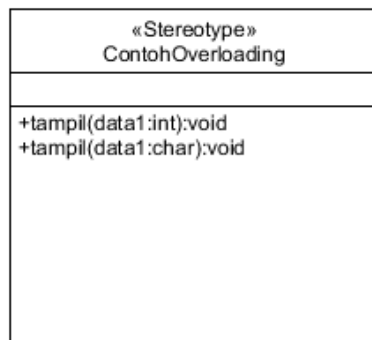 «Stereotype»
ContohOverloading
+tampil(data1:int):void
+tampil(data1:char):void